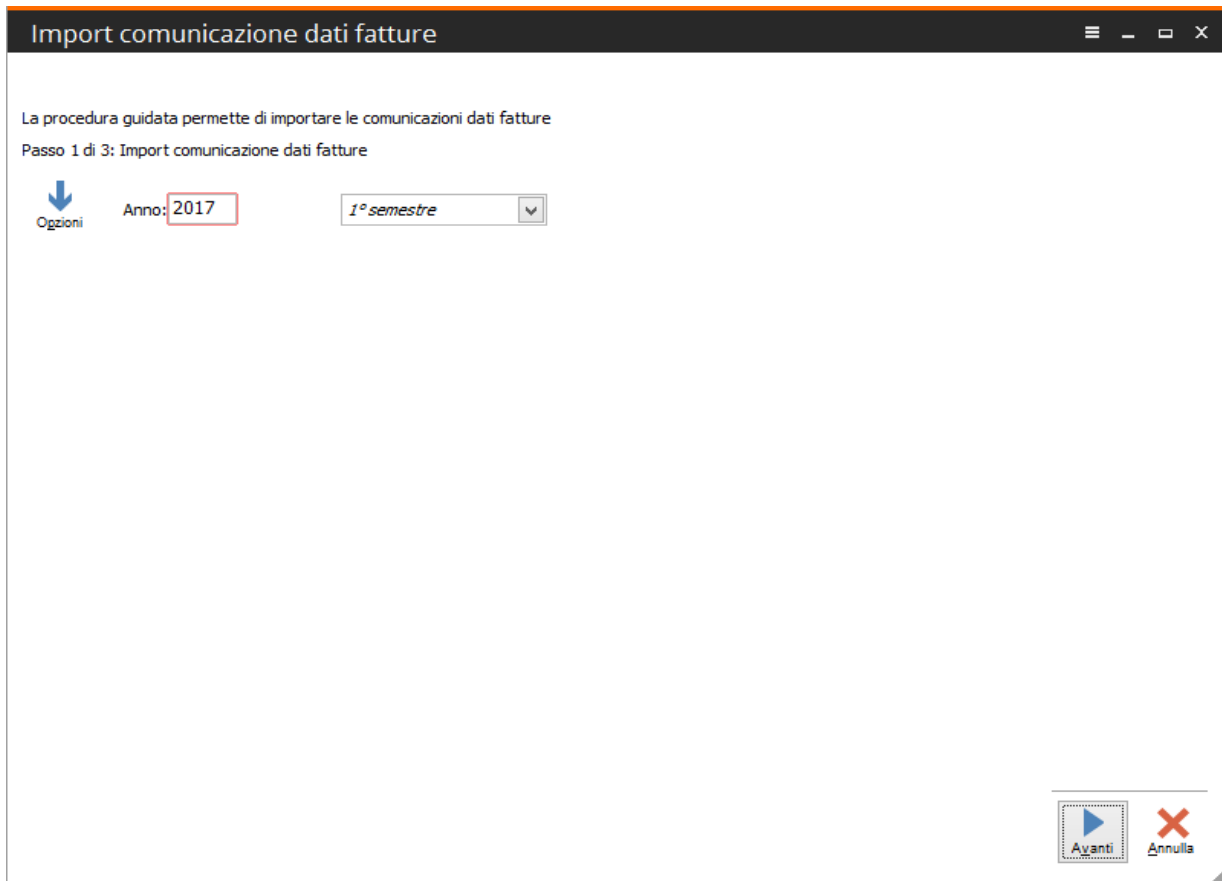 Import comunicazione dati fatture
La procedura guidata permette di importare le comunicazioni dati fatture
Passo 1 di 3: Import comunicazione dati fatture
Opzioni Anno: 2017 1° semestre
Avanti Annulla